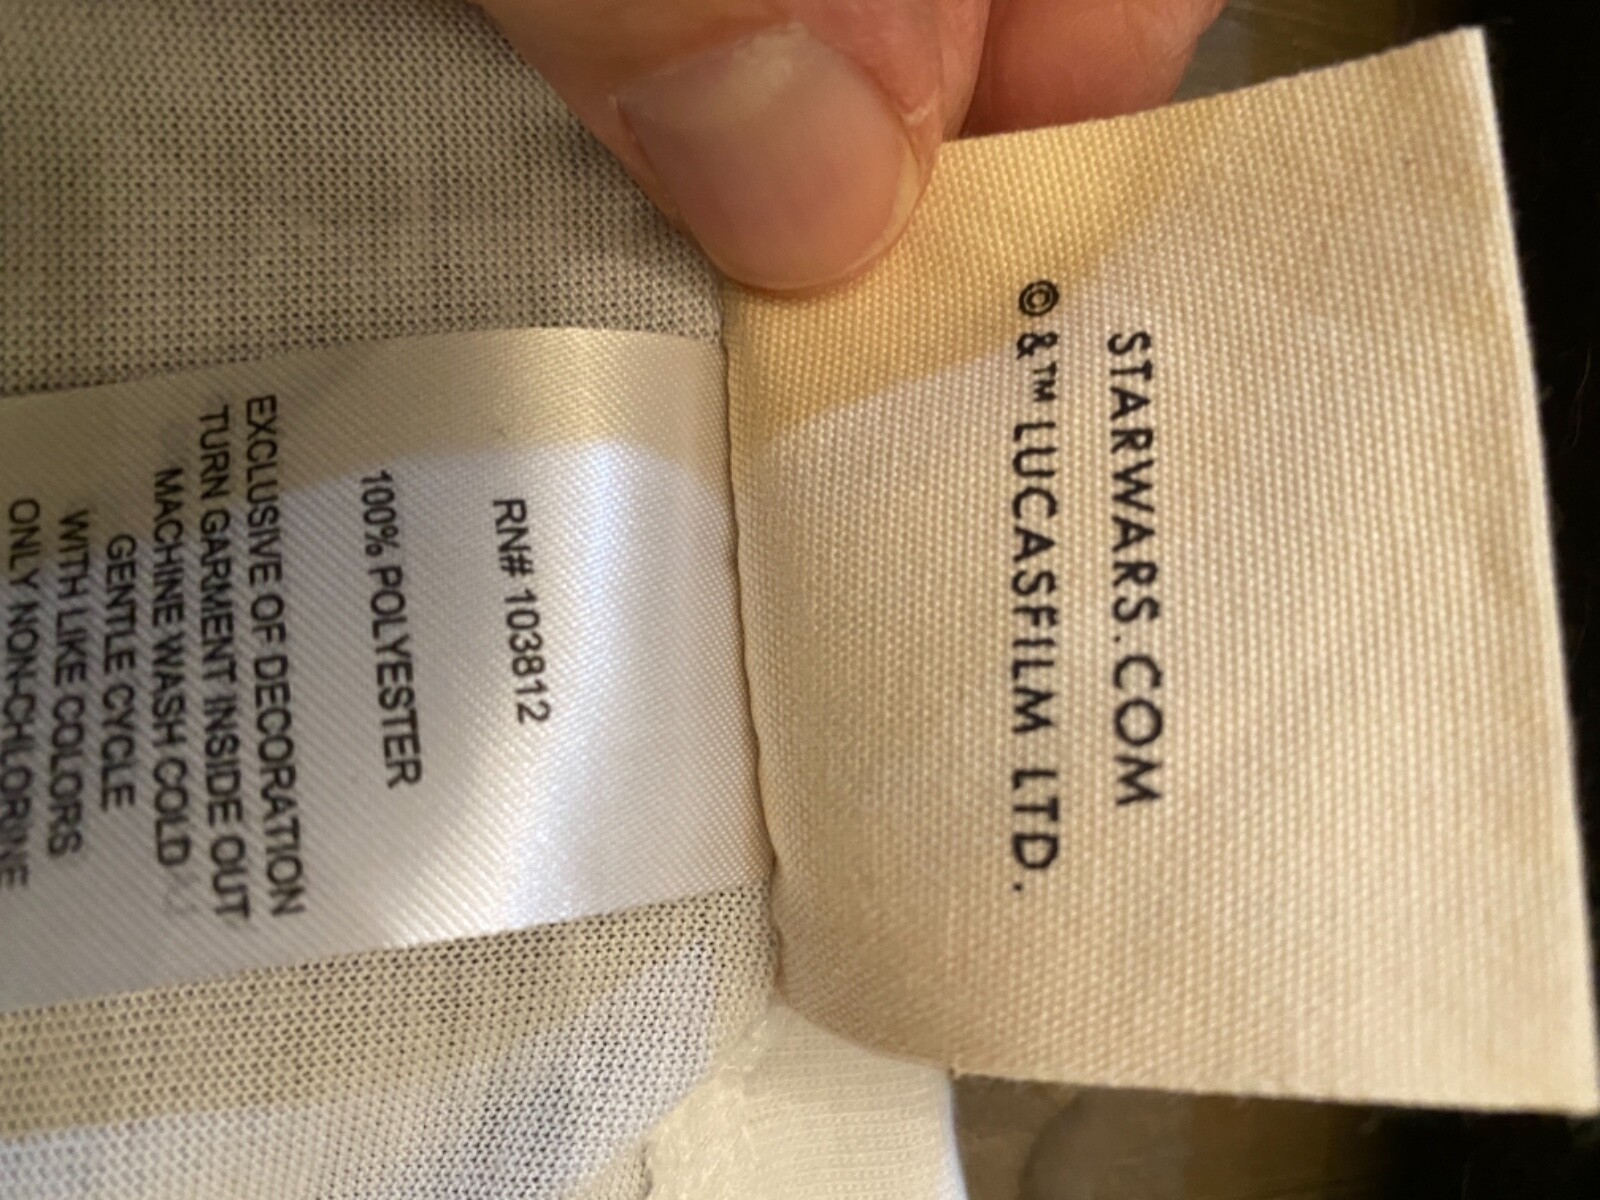 STARWARS.COM
© & ™ LUCASFILM LTD.
RN# 103812
100% POLYESTER
EXCLUSIVE OF DECORATION
TURN GARMENT INSIDE OUT
MACHINE WASH COLD
GENTLE CYCLE
WITH LIKE COLORS
ONLY NON-CHLORINE